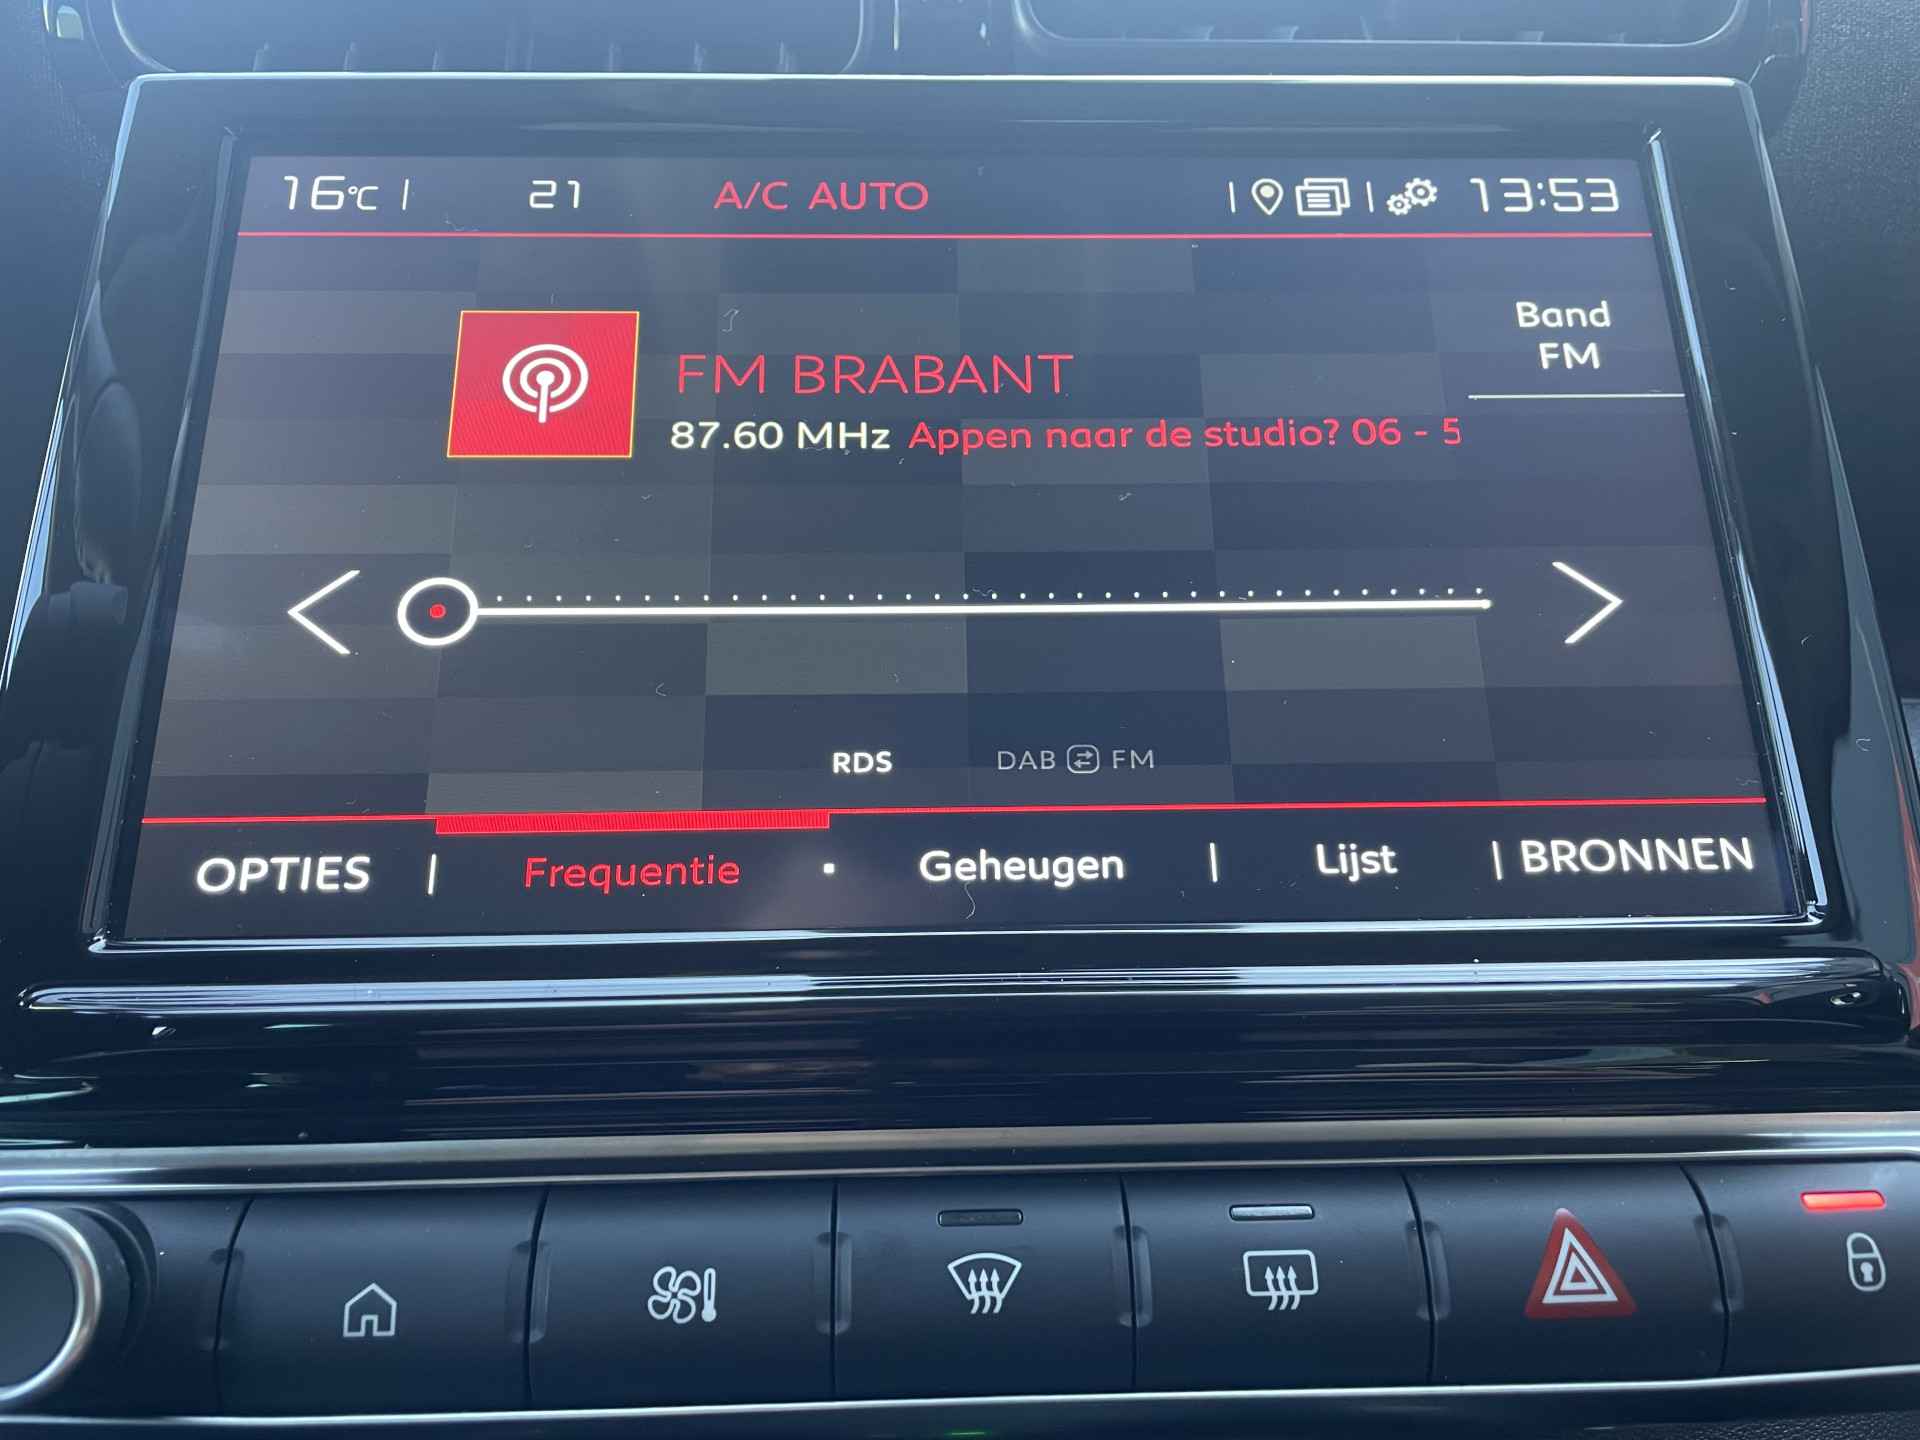 16°C | 21 A/C AUTO | | 13:53
Band
FM
FM BRABANT
87.60 MHz Appen naar de studio? 06 - 5
RDS DAB FM
OPTIES | Frequentie · Geheugen | Lijst | BRONNEN